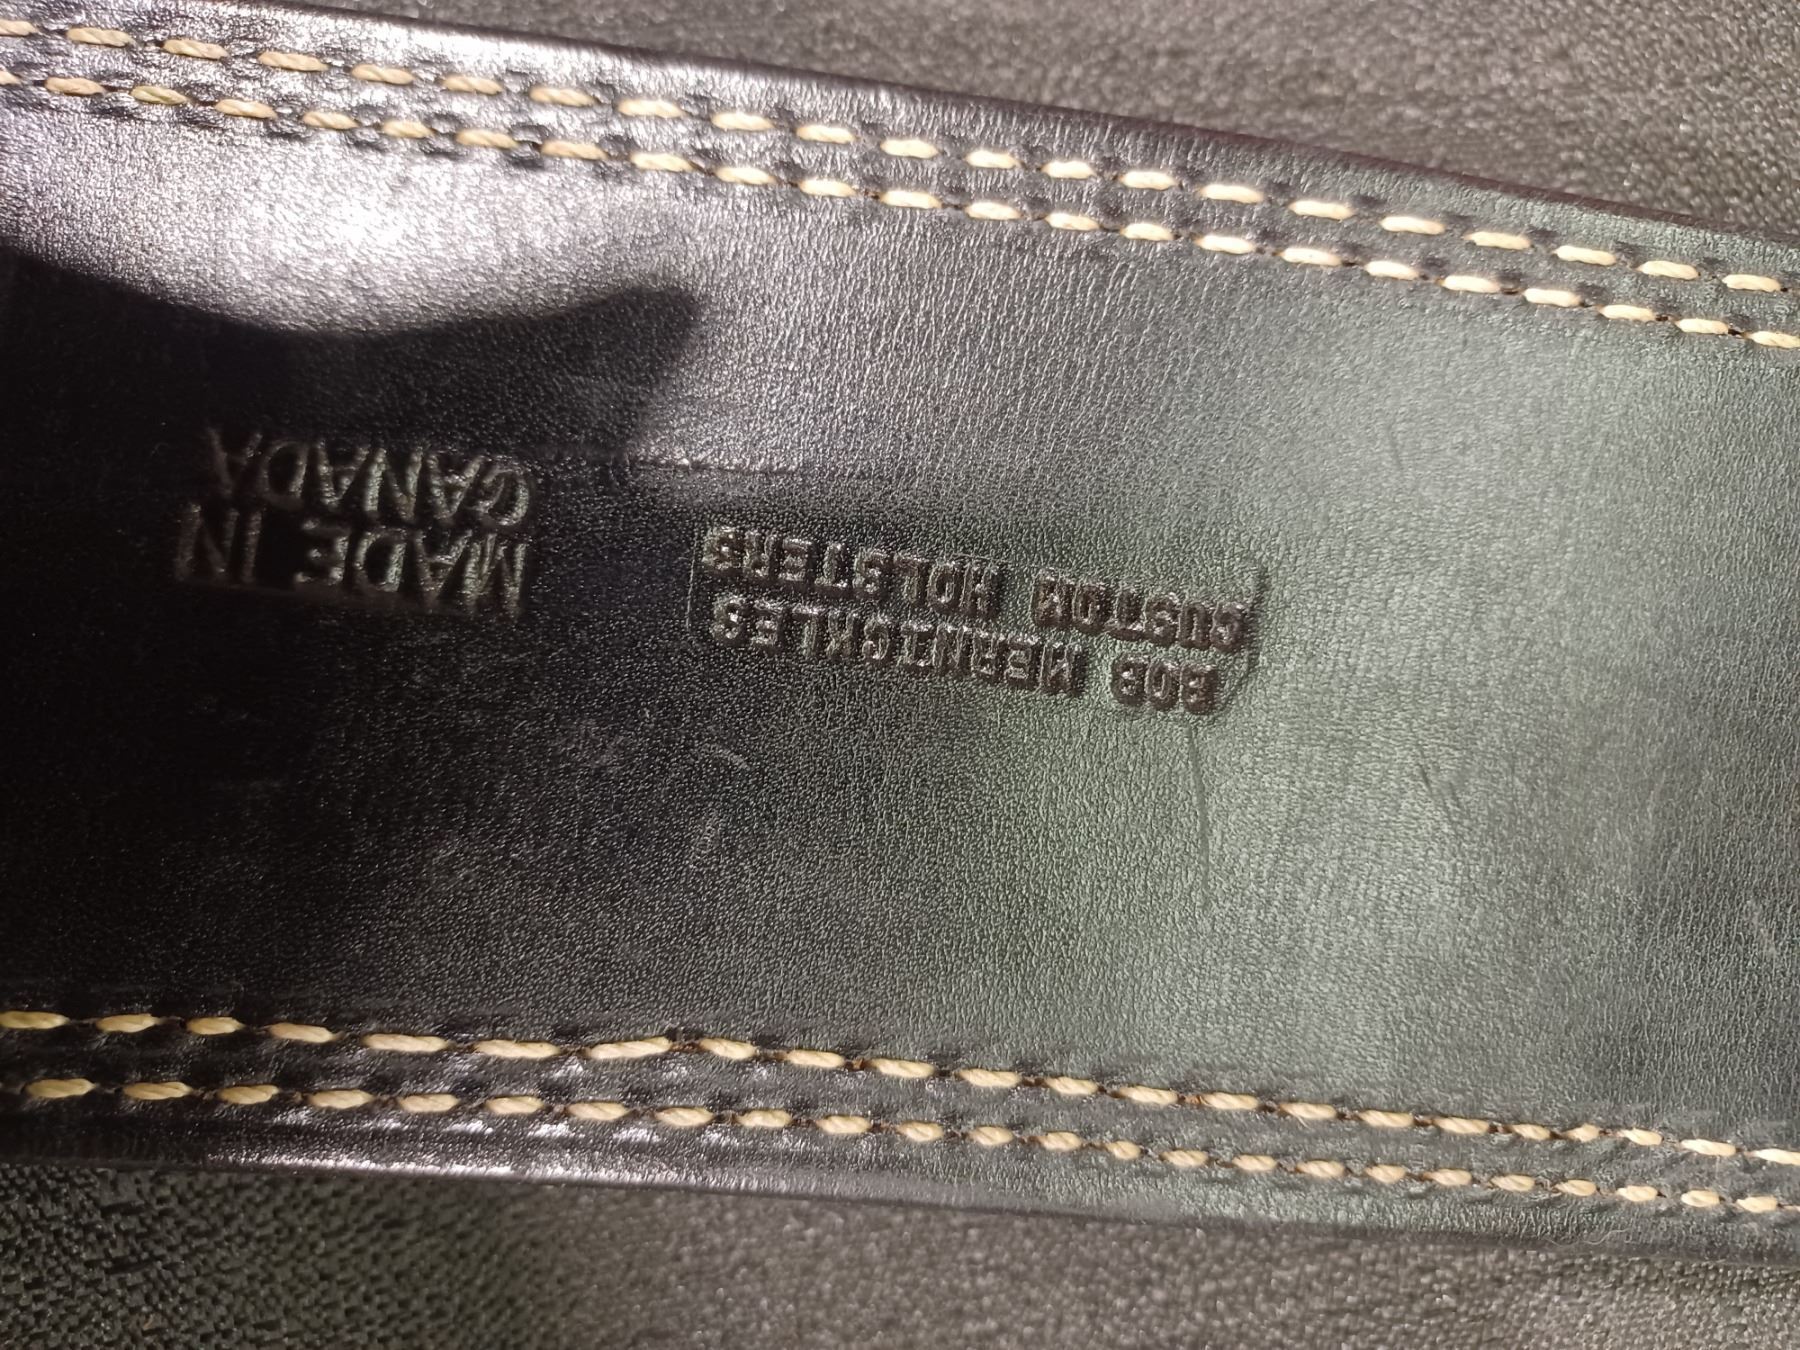 BOB MERNICKLES
CUSTOM HOLSTERS
MADE IN
CANADA